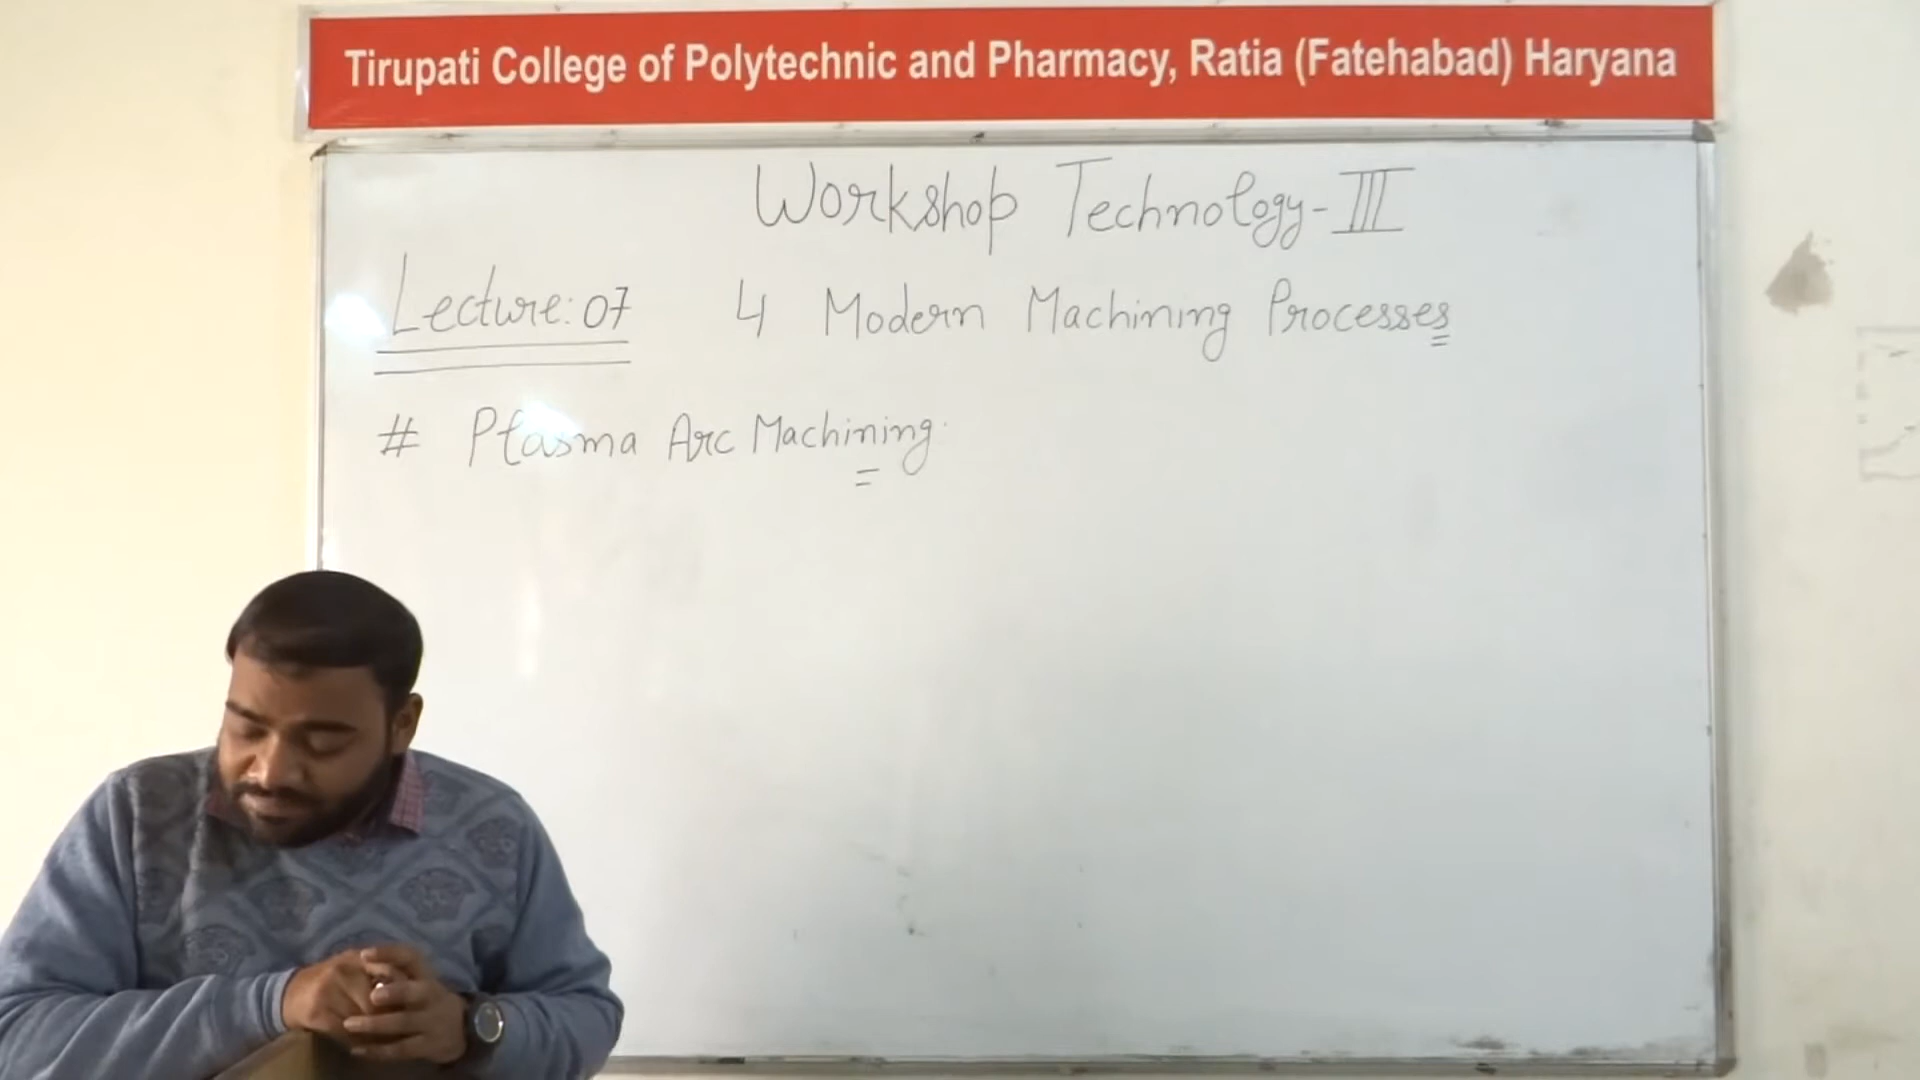 Tirupati College of Polytechnic and Pharmacy, Ratia (Fatehabad) Haryana
Workshop Technology-III
Lecture: 07 4 Modern Machining Processes
# Plasma Arc Machining